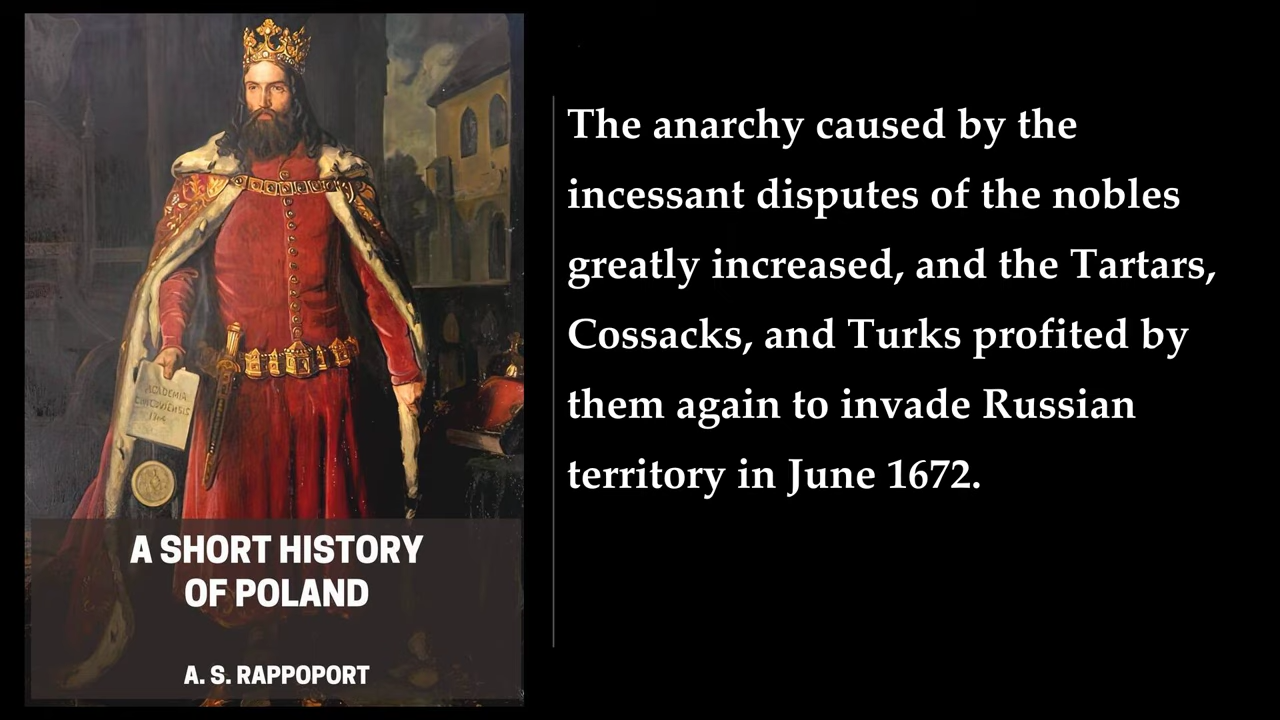 ACADEMIA
A SHORT HISTORY
OF POLAND
A. S. RAPPOPORT
The anarchy caused by the
incessant disputes of the nobles
greatly increased, and the Tartars,
Cossacks, and Turks profited by
them again to invade Russian
territory in June 1672.